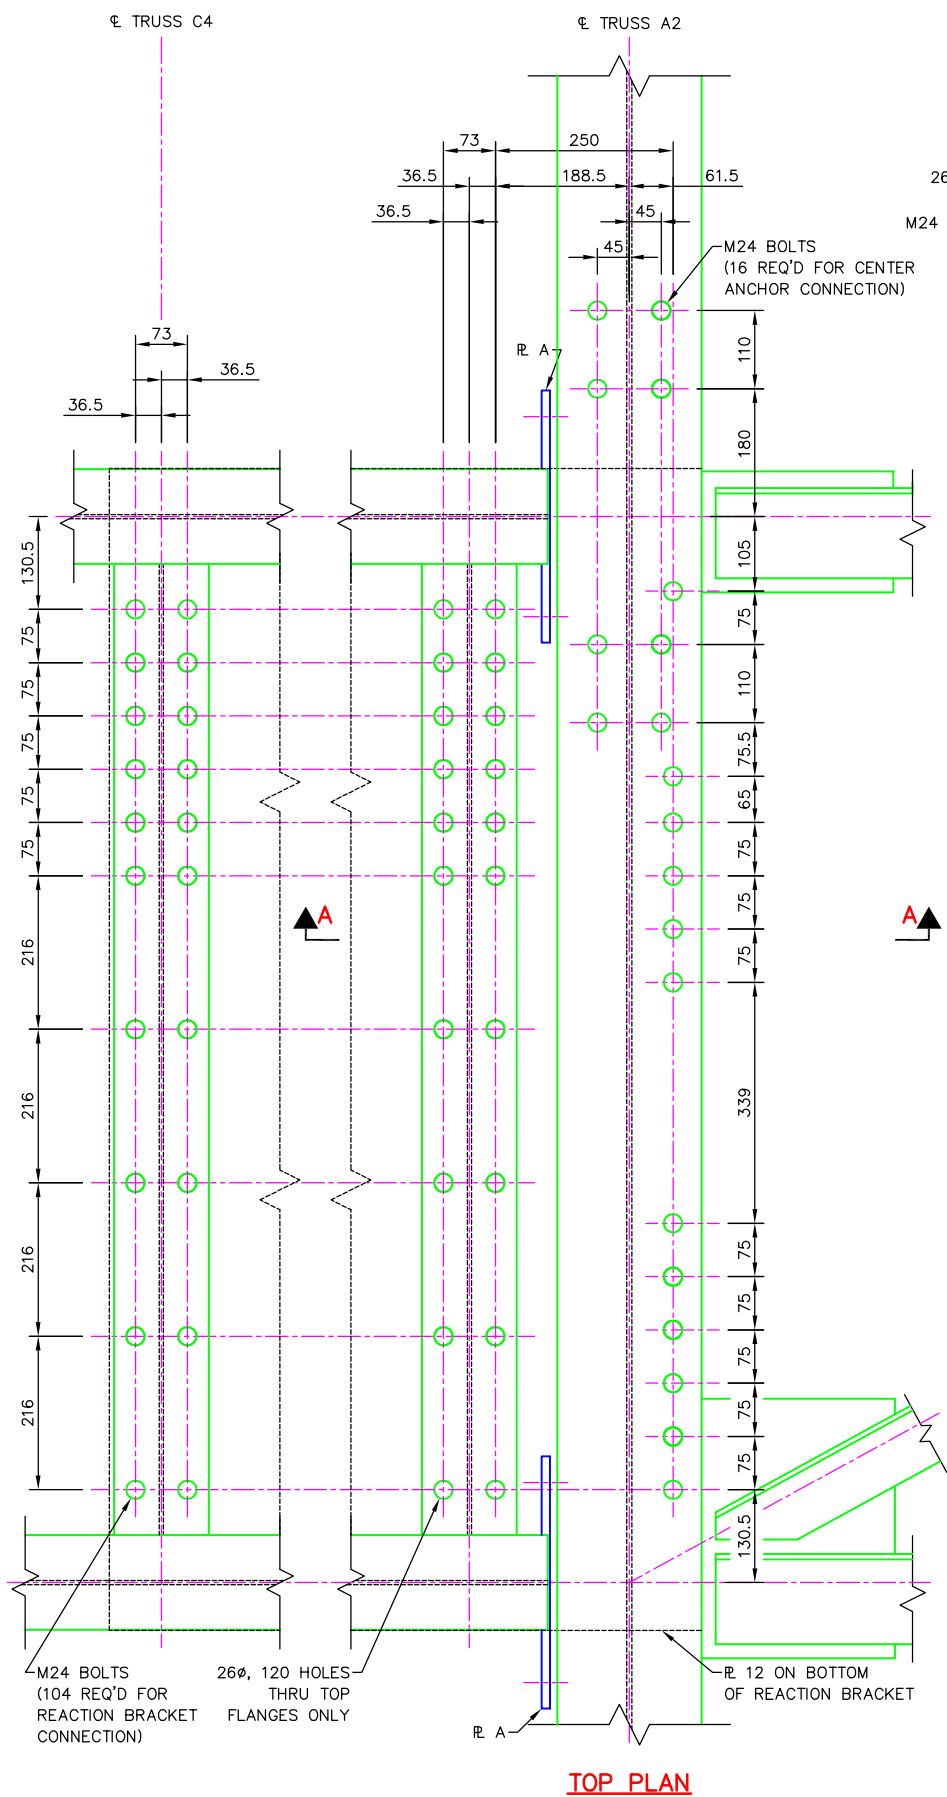 ℄ TRUSS C4
℄ TRUSS A2
73
250
36.5
188.5
61.5
26
36.5
45
M24
45
M24 BOLTS
(16 REQ'D FOR CENTER
ANCHOR CONNECTION)
73
℞ A
110
36.5
36.5
180
130.5
105
75
75
75
110
75
75.5
75
65
75
75
A
A
75
216
75
216
339
216
75
75
75
216
75
75
130.5
M24 BOLTS
(104 REQ'D FOR
REACTION BRACKET
CONNECTION)
26ø, 120 HOLES
THRU TOP
FLANGES ONLY
℞ 12 ON BOTTOM
OF REACTION BRACKET
℞ A
TOP PLAN